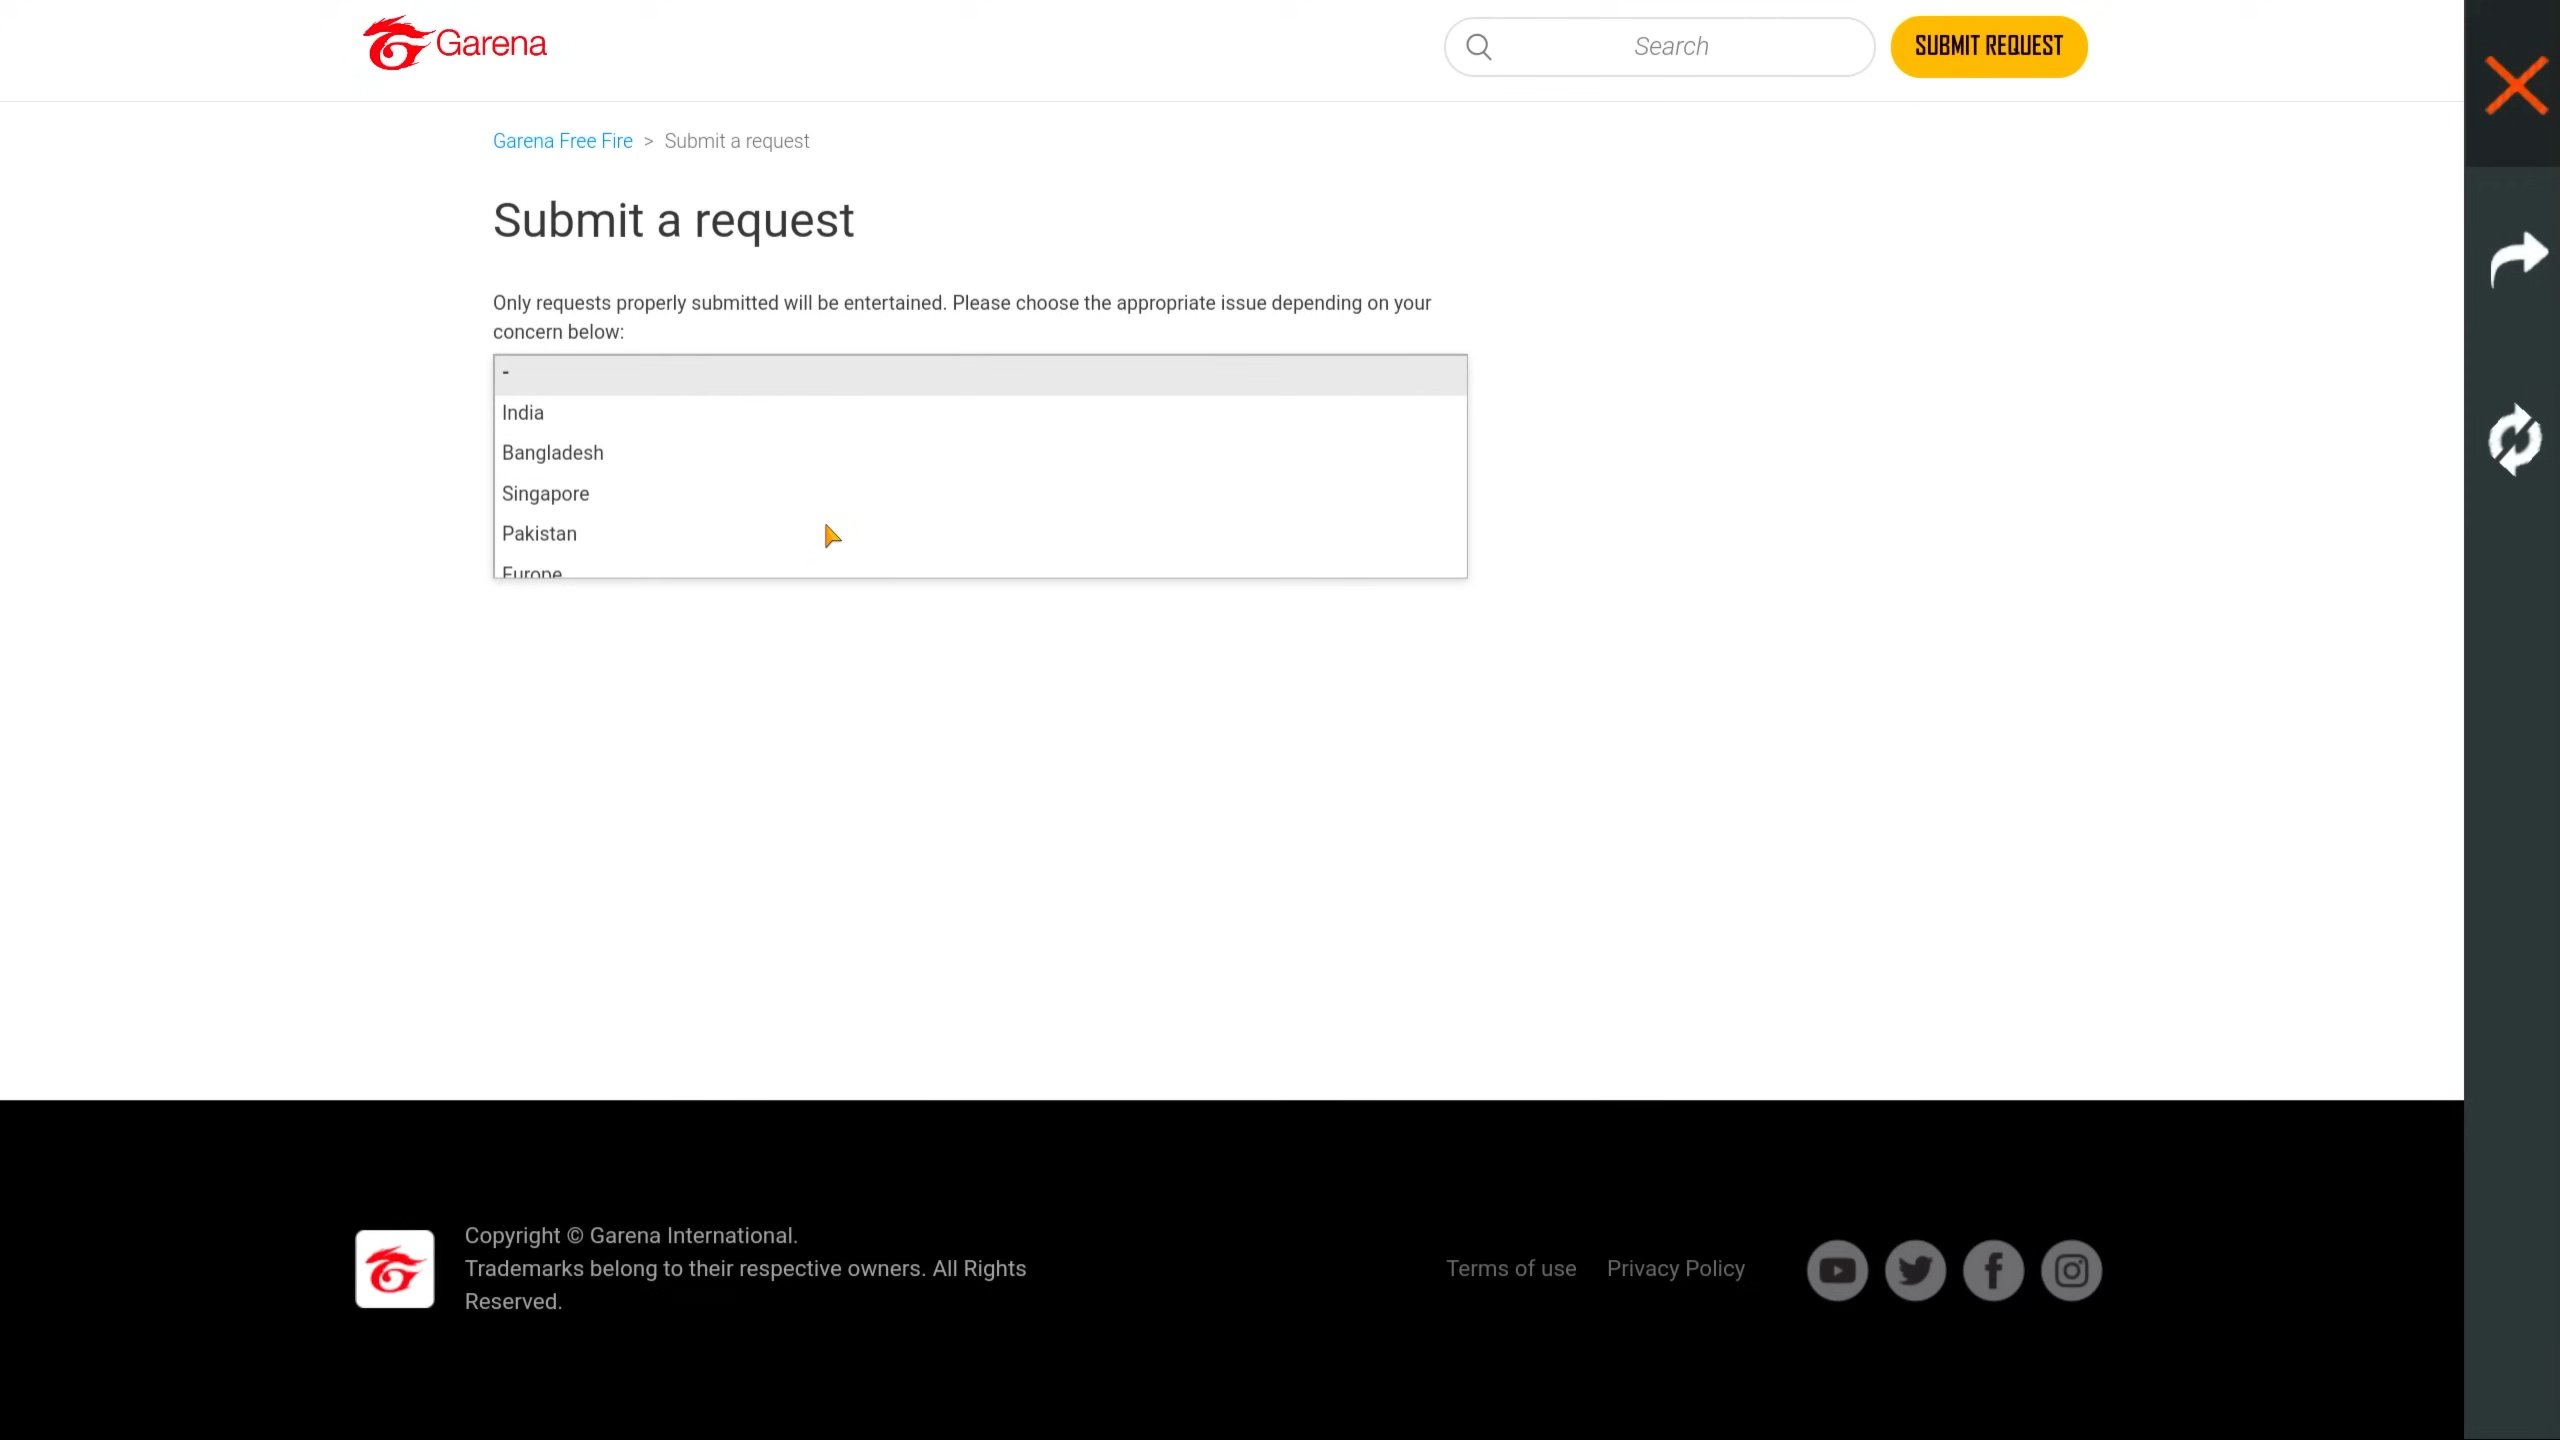 Garena
Search
SUBMIT REQUEST
Garena Free Fire > Submit a request
Submit a request
Only requests properly submitted will be entertained. Please choose the appropriate issue depending on your
concern below:
-
India
Bangladesh
Singapore
Pakistan
Europe
Copyright © Garena International.
Trademarks belong to their respective owners. All Rights
Reserved.
Terms of use
Privacy Policy